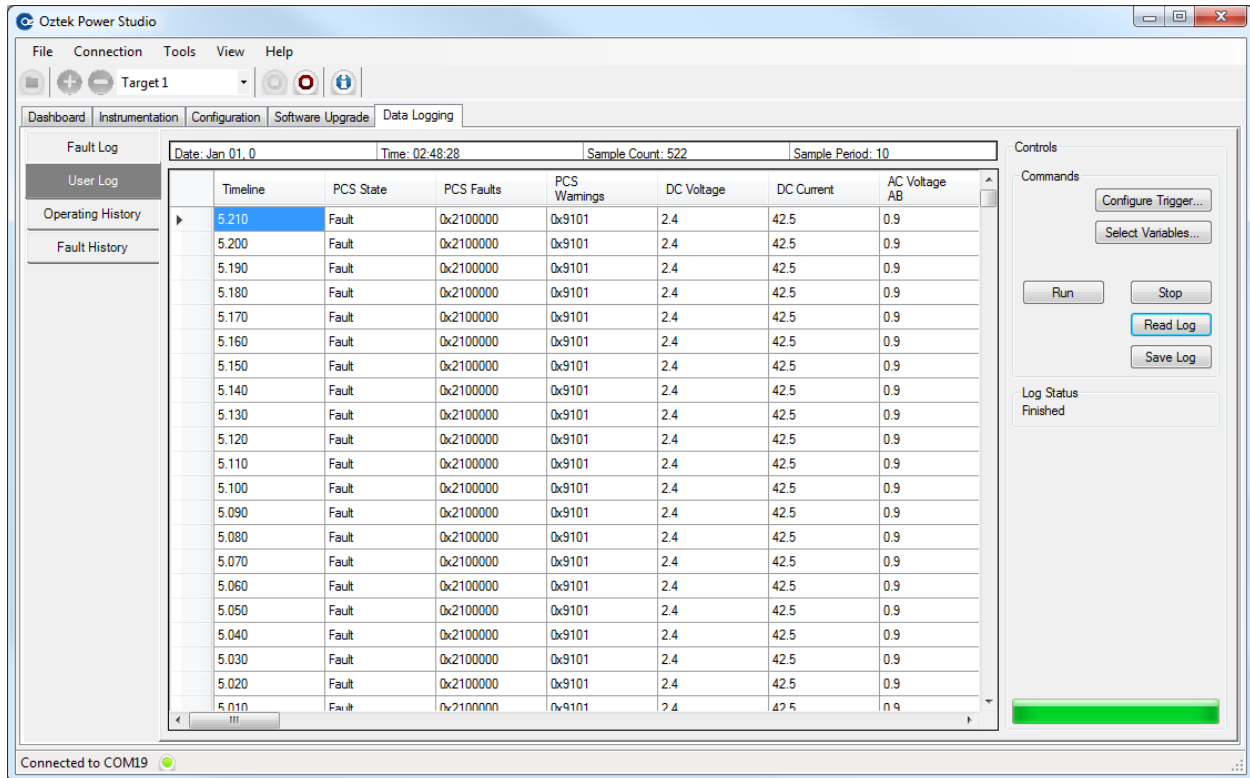 Oztek Power Studio
File Connection Tools View Help
Target 1
Dashboard Instrumentation Configuration Software Upgrade Data Logging
Fault Log
User Log
Operating History
Fault History
Date: Jan 01, 0 Time: 02:48:28 Sample Count: 522 Sample Period: 10
Timeline PCS State PCS Faults PCS Warnings DC Voltage DC Current AC Voltage AB
5.210 Fault 0x2100000 0x9101 2.4 42.5 0.9
5.200 Fault 0x2100000 0x9101 2.4 42.5 0.9
5.190 Fault 0x2100000 0x9101 2.4 42.5 0.9
5.180 Fault 0x2100000 0x9101 2.4 42.5 0.9
5.170 Fault 0x2100000 0x9101 2.4 42.5 0.9
5.160 Fault 0x2100000 0x9101 2.4 42.5 0.9
5.150 Fault 0x2100000 0x9101 2.4 42.5 0.9
5.140 Fault 0x2100000 0x9101 2.4 42.5 0.9
5.130 Fault 0x2100000 0x9101 2.4 42.5 0.9
5.120 Fault 0x2100000 0x9101 2.4 42.5 0.9
5.110 Fault 0x2100000 0x9101 2.4 42.5 0.9
5.100 Fault 0x2100000 0x9101 2.4 42.5 0.9
5.090 Fault 0x2100000 0x9101 2.4 42.5 0.9
5.080 Fault 0x2100000 0x9101 2.4 42.5 0.9
5.070 Fault 0x2100000 0x9101 2.4 42.5 0.9
5.060 Fault 0x2100000 0x9101 2.4 42.5 0.9
5.050 Fault 0x2100000 0x9101 2.4 42.5 0.9
5.040 Fault 0x2100000 0x9101 2.4 42.5 0.9
5.030 Fault 0x2100000 0x9101 2.4 42.5 0.9
5.020 Fault 0x2100000 0x9101 2.4 42.5 0.9
5.010 Fault 0x2100000 0x9101 2.4 42.5 0.9
Controls
Commands
Configure Trigger...
Select Variables...
Run Stop
Read Log
Save Log
Log Status
Finished
Connected to COM19